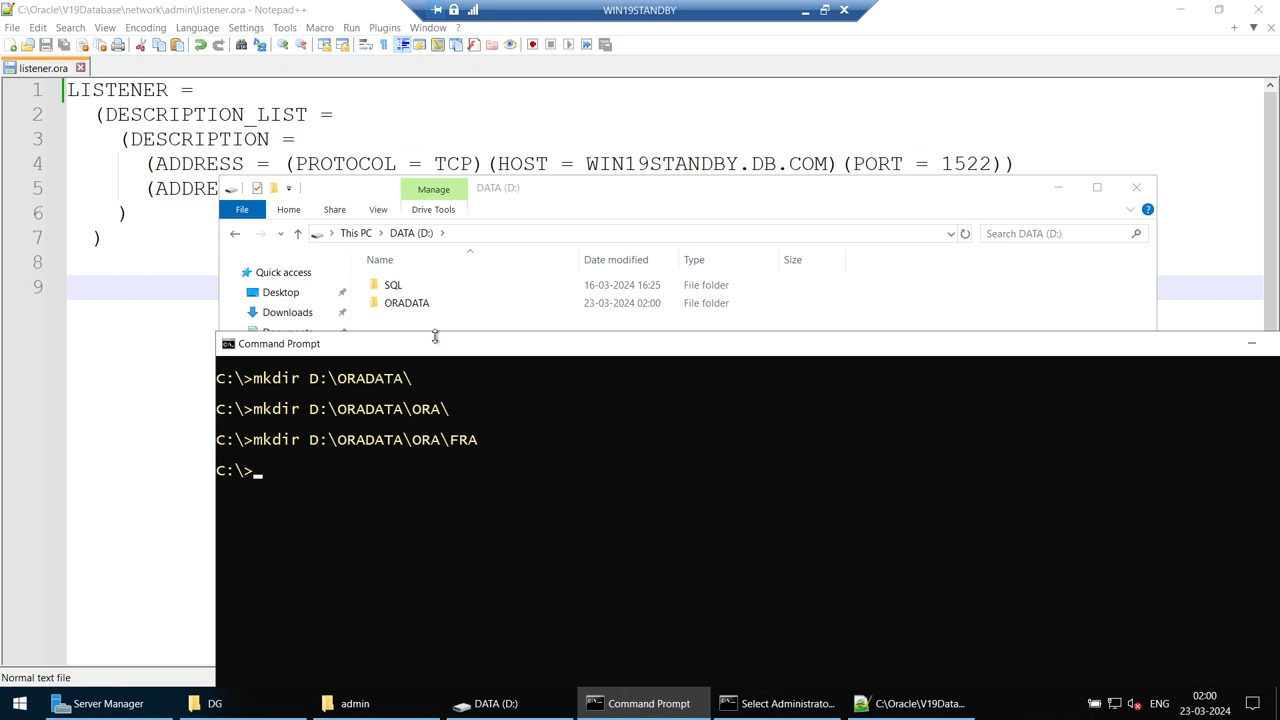 C:\Oracle\V19Database\network\admin\listener.ora - Notepad++
WIN19STANDBY
File Edit Search View Encoding Language Settings Tools Macro Run Plugins Window ?
listener.ora
1 LISTENER =
2 (DESCRIPTION_LIST =
3 (DESCRIPTION =
4 (ADDRESS = (PROTOCOL = TCP)(HOST = WIN19STANDBY.DB.COM)(PORT = 1522))
5 (ADDRE
6 )
7 )
8
9
Manage DATA (D:)
File Home Share View Drive Tools
This PC DATA (D:) Search DATA (D:)
Name Date modified Type Size
Quick access
Desktop
Downloads
SQL 16-03-2024 16:25 File folder
ORADATA 23-03-2024 02:00 File folder
Command Prompt
C:\>mkdir D:\ORADATA\
C:\>mkdir D:\ORADATA\ORA\
C:\>mkdir D:\ORADATA\ORA\FRA
C:\>
Normal text file
Server Manager DG admin DATA (D:) Command Prompt Select Administrato... C:\Oracle\V19Data... ENG
02:00
23-03-2024